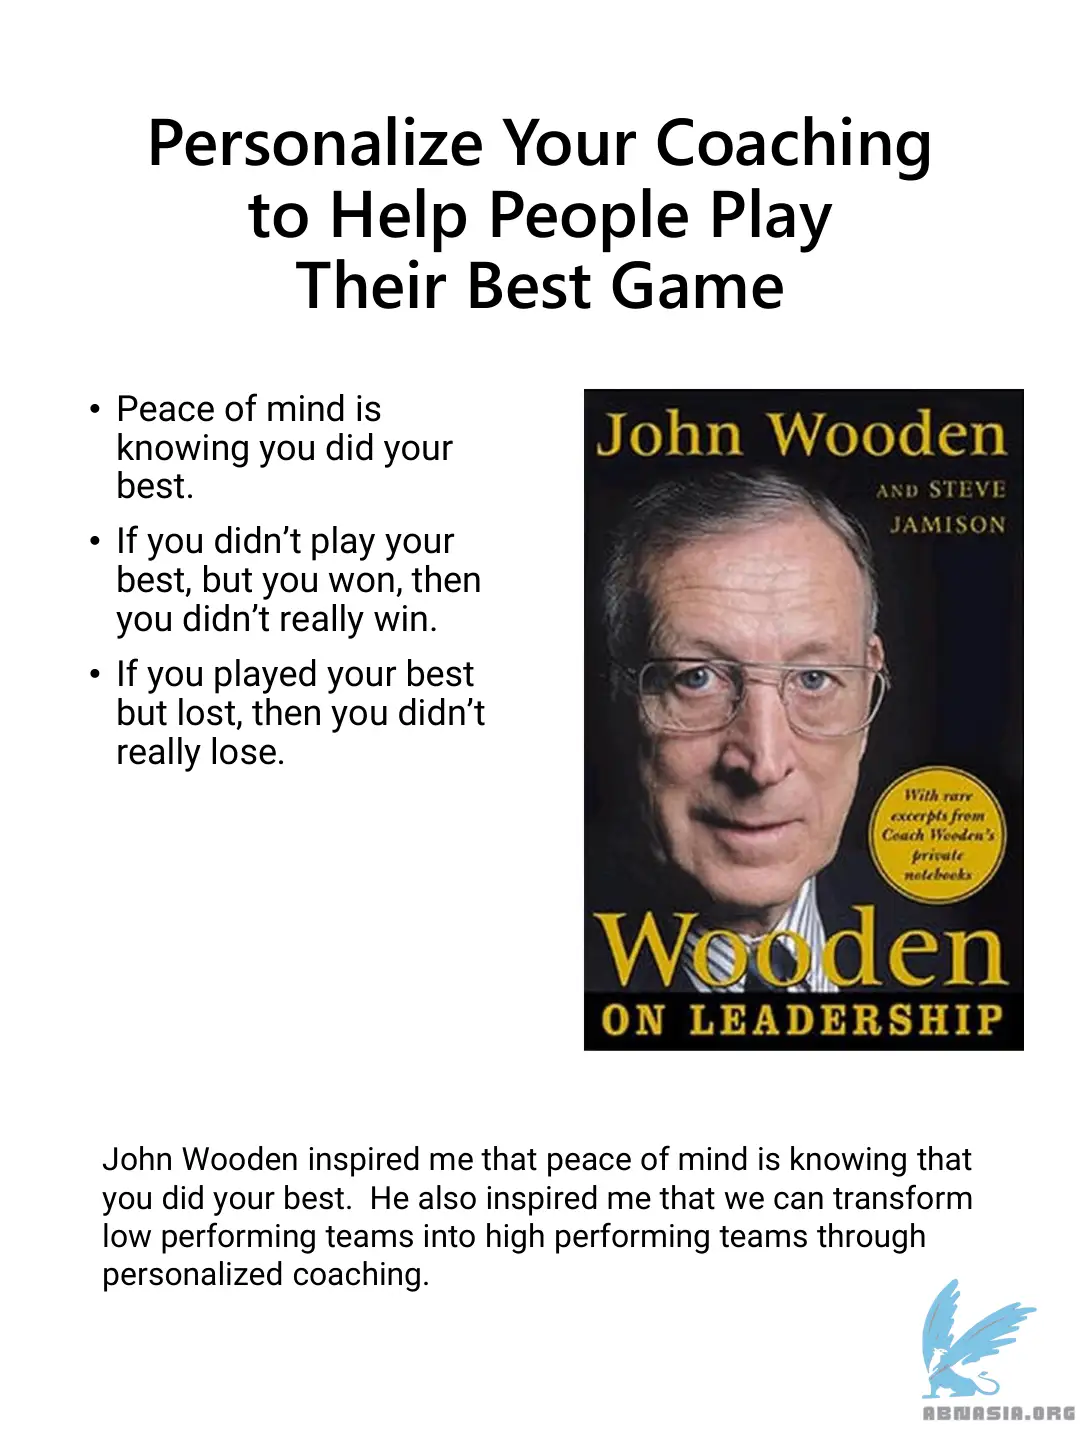 Personalize Your Coaching
to Help People Play
Their Best Game
• Peace of mind is
knowing you did your
best.
• If you didn’t play your
best, but you won, then
you didn’t really win.
• If you played your best
but lost, then you didn’t
really lose.
John Wooden
AND STEVE
JAMISON
With rare
excerpts from
Coach Wooden's
private
notebooks
Wooden
ON LEADERSHIP
John Wooden inspired me that peace of mind is knowing that
you did your best.  He also inspired me that we can transform
low performing teams into high performing teams through
personalized coaching.
ABNASIA.ORG